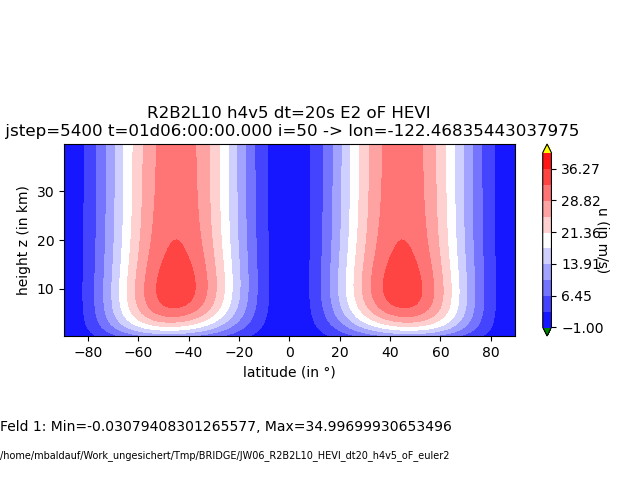 R2B2L10 h4v5 dt=20s E2 oF HEVI
jstep=5400 t=01d06:00:00.000 i=50 -> lon=-122.46835443037975
36.27
28.82
21.36
13.91
6.45
−1.00
u (in m/s)
30
20
10
height z (in km)
−80 −60 −40 −20 0 20 40 60 80
latitude (in °)
Feld 1: Min=-0.03079408301265577, Max=34.99699930653496
/home/mbaldauf/Work_ungesichert/Tmp/BRIDGE/JW06_R2B2L10_HEVI_dt20_h4v5_oF_euler2